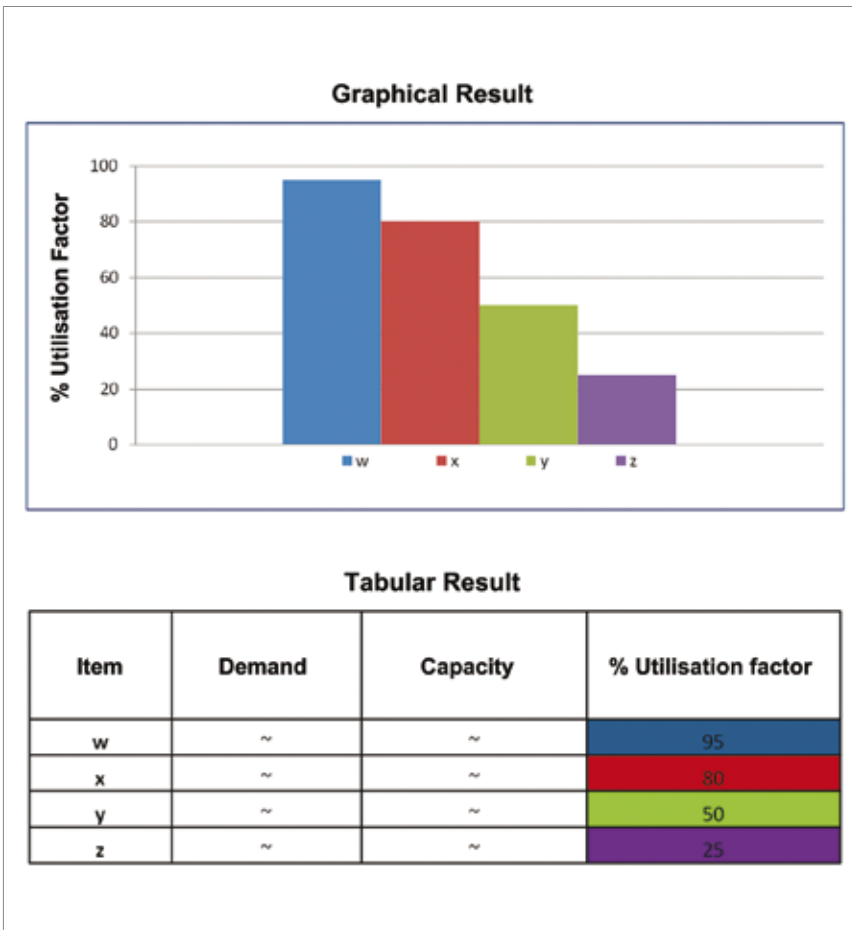 Graphical Result
% Utilisation Factor
100
80
60
40
20
0
w x y z
Tabular Result
Item Demand Capacity % Utilisation factor
w ~ ~ 95
x ~ ~ 80
y ~ ~ 50
z ~ ~ 25